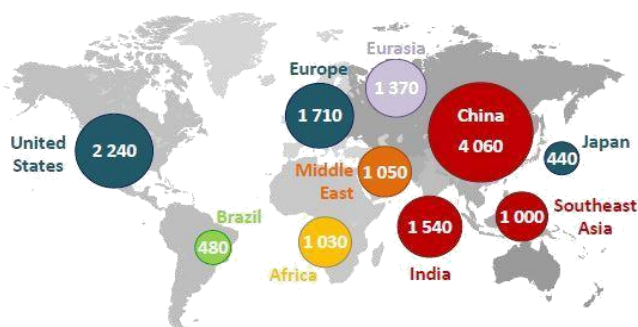 Eurasia
1 370
Europe
1 710
China
4 060
United
States
2 240
Japan
440
Middle
East
1 050
Brazil
480
Africa
1 030
India
1 540
Southeast
Asia
1 000